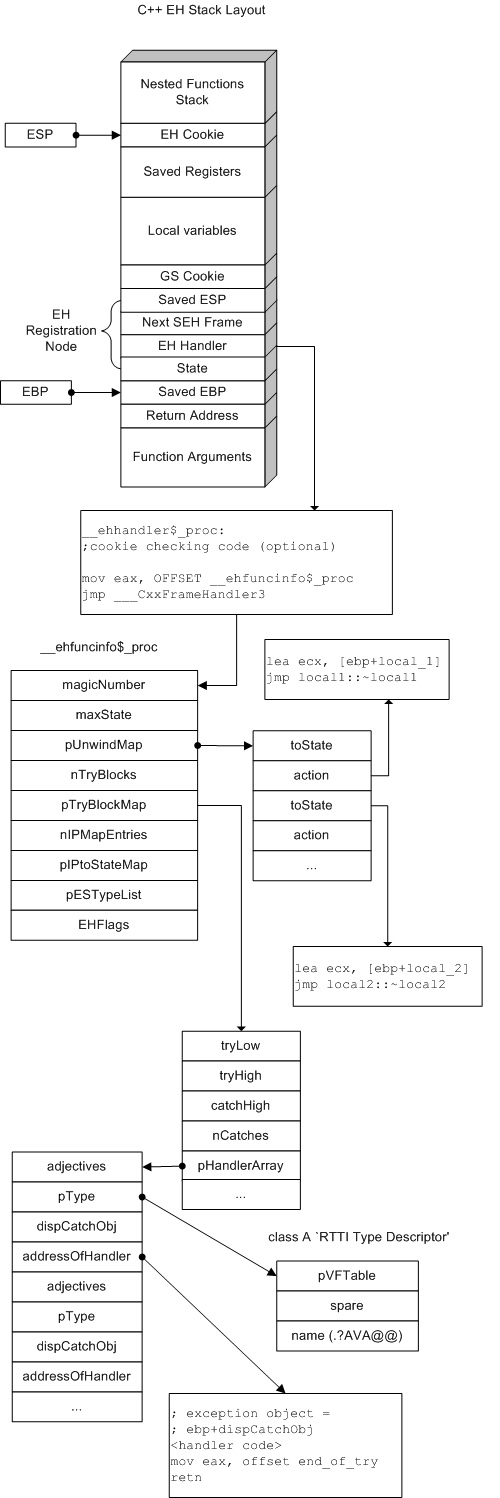 C++ EH Stack Layout
Nested Functions
Stack
ESP
EH Cookie
Saved Registers
Local variables
GS Cookie
EH
Registration
Node
Saved ESP
Next SEH Frame
EH Handler
State
EBP
Saved EBP
Return Address
Function Arguments
__ehhandler$_proc:
;cookie checking code (optional)
mov eax, OFFSET __ehfuncinfo$_proc
jmp ___CxxFrameHandler3
__ehfuncinfo$_proc
magicNumber
maxState
pUnwindMap
nTryBlocks
pTryBlockMap
nIPMapEntries
pIPtoStateMap
pESTypeList
EHFlags
lea ecx, [ebp+local_1]
jmp local1::~local1
toState
action
toState
action
...
lea ecx, [ebp+local_2]
jmp local2::~local2
tryLow
tryHigh
catchHigh
nCatches
pHandlerArray
...
adjectives
pType
dispCatchObj
addressOfHandler
adjectives
pType
dispCatchObj
addressOfHandler
...
class A `RTTI Type Descriptor'
pVFTable
spare
name (.?AVA@@)
; exception object =
; ebp+dispCatchObj
<handler code>
mov eax, offset end_of_try
retn